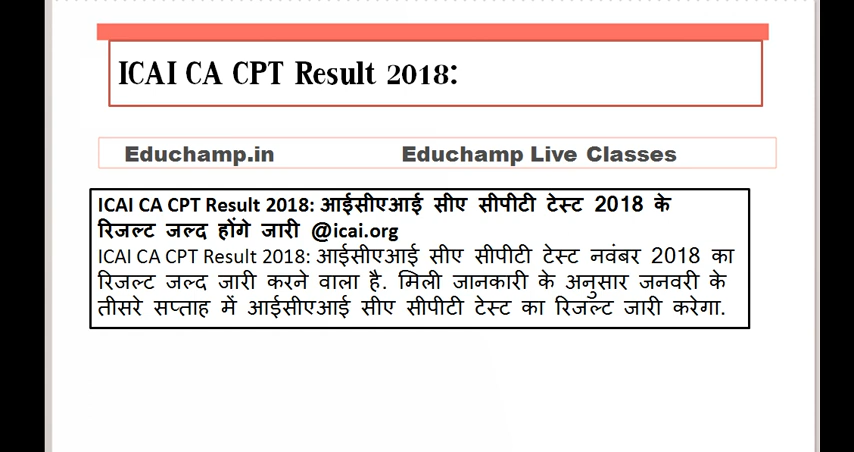 ICAI CA CPT Result 2018:
Educhamp.in Educhamp Live Classes
ICAI CA CPT Result 2018: आईसीएआई सीए सीपीटी टेस्ट 2018 के
रिजल्ट जल्द होंगे जारी @icai.org
ICAI CA CPT Result 2018: आईसीएआई सीए सीपीटी टेस्ट नवंबर 2018 का
रिजल्ट जल्द जारी करने वाला है. मिली जानकारी के अनुसार जनवरी के
तीसरे सप्ताह में आईसीएआई सीए सीपीटी टेस्ट का रिजल्ट जारी करेगा.